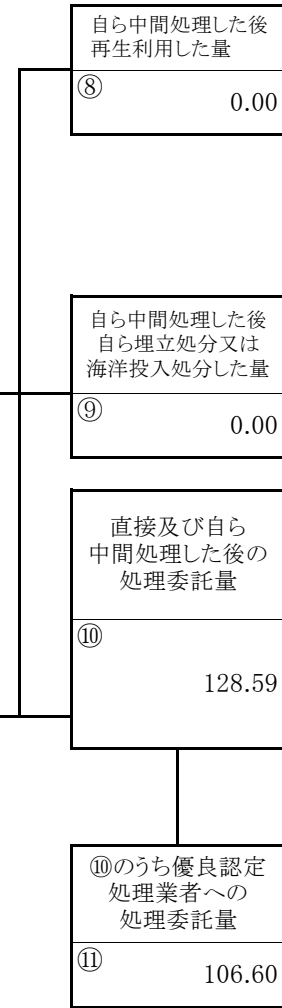 自ら中間処理した後
再生利用した量
⑧
0.00
自ら中間処理した後
自ら埋立処分又は
海洋投入処分した量
⑨
0.00
直接及び自ら
中間処理した後の
処理委託量
⑩
128.59
⑩のうち優良認定
処理業者への
処理委託量
⑪
106.60